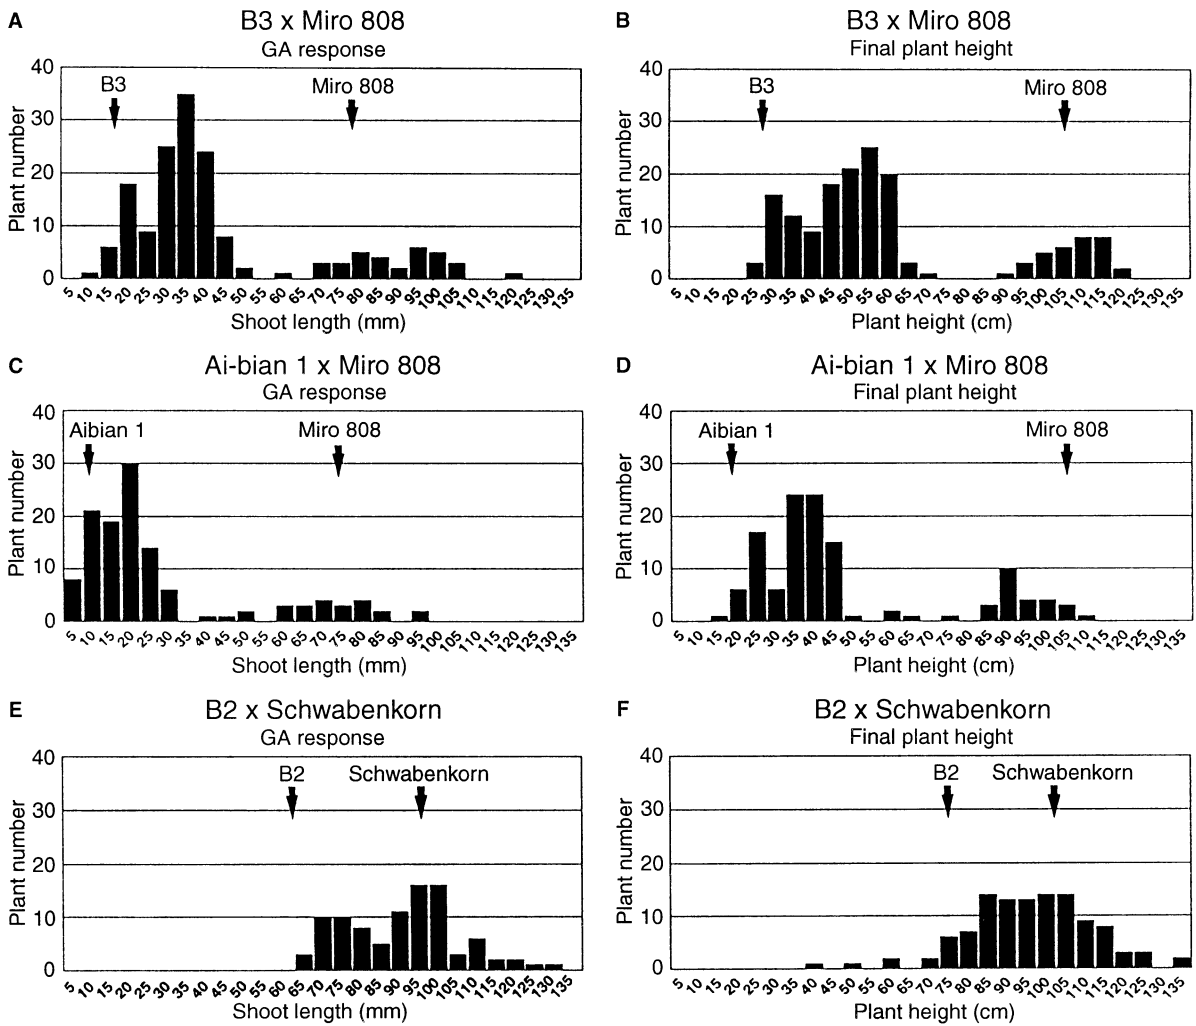 A
B3 x Miro 808
GA response
40
30
20
10
0
Plant number
B3
Miro 808
5 10 15 20 25 30 35 40 45 50 55 60 65 70 75 80 85 90 95 100 105 110 115 120 125 130 135
Shoot length (mm)
B
B3 x Miro 808
Final plant height
40
30
20
10
0
Plant number
B3
Miro 808
5 10 15 20 25 30 35 40 45 50 55 60 65 70 75 80 85 90 95 100 105 110 115 120 125 130 135
Plant height (cm)
C
Ai-bian 1 x Miro 808
GA response
40
30
20
10
0
Plant number
Aibian 1
Miro 808
5 10 15 20 25 30 35 40 45 50 55 60 65 70 75 80 85 90 95 100 105 110 115 120 125 130 135
Shoot length (mm)
D
Ai-bian 1 x Miro 808
Final plant height
40
30
20
10
0
Plant number
Aibian 1
Miro 808
5 10 15 20 25 30 35 40 45 50 55 60 65 70 75 80 85 90 95 100 105 110 115 120 125 130 135
Plant height (cm)
E
B2 x Schwabenkorn
GA response
40
30
20
10
0
Plant number
B2
Schwabenkorn
5 10 15 20 25 30 35 40 45 50 55 60 65 70 75 80 85 90 95 100 105 110 115 120 125 130 135
Shoot length (mm)
F
B2 x Schwabenkorn
Final plant height
40
30
20
10
0
Plant number
B2
Schwabenkorn
5 10 15 20 25 30 35 40 45 50 55 60 65 70 75 80 85 90 95 100 105 110 115 120 125 130 135
Plant height (cm)